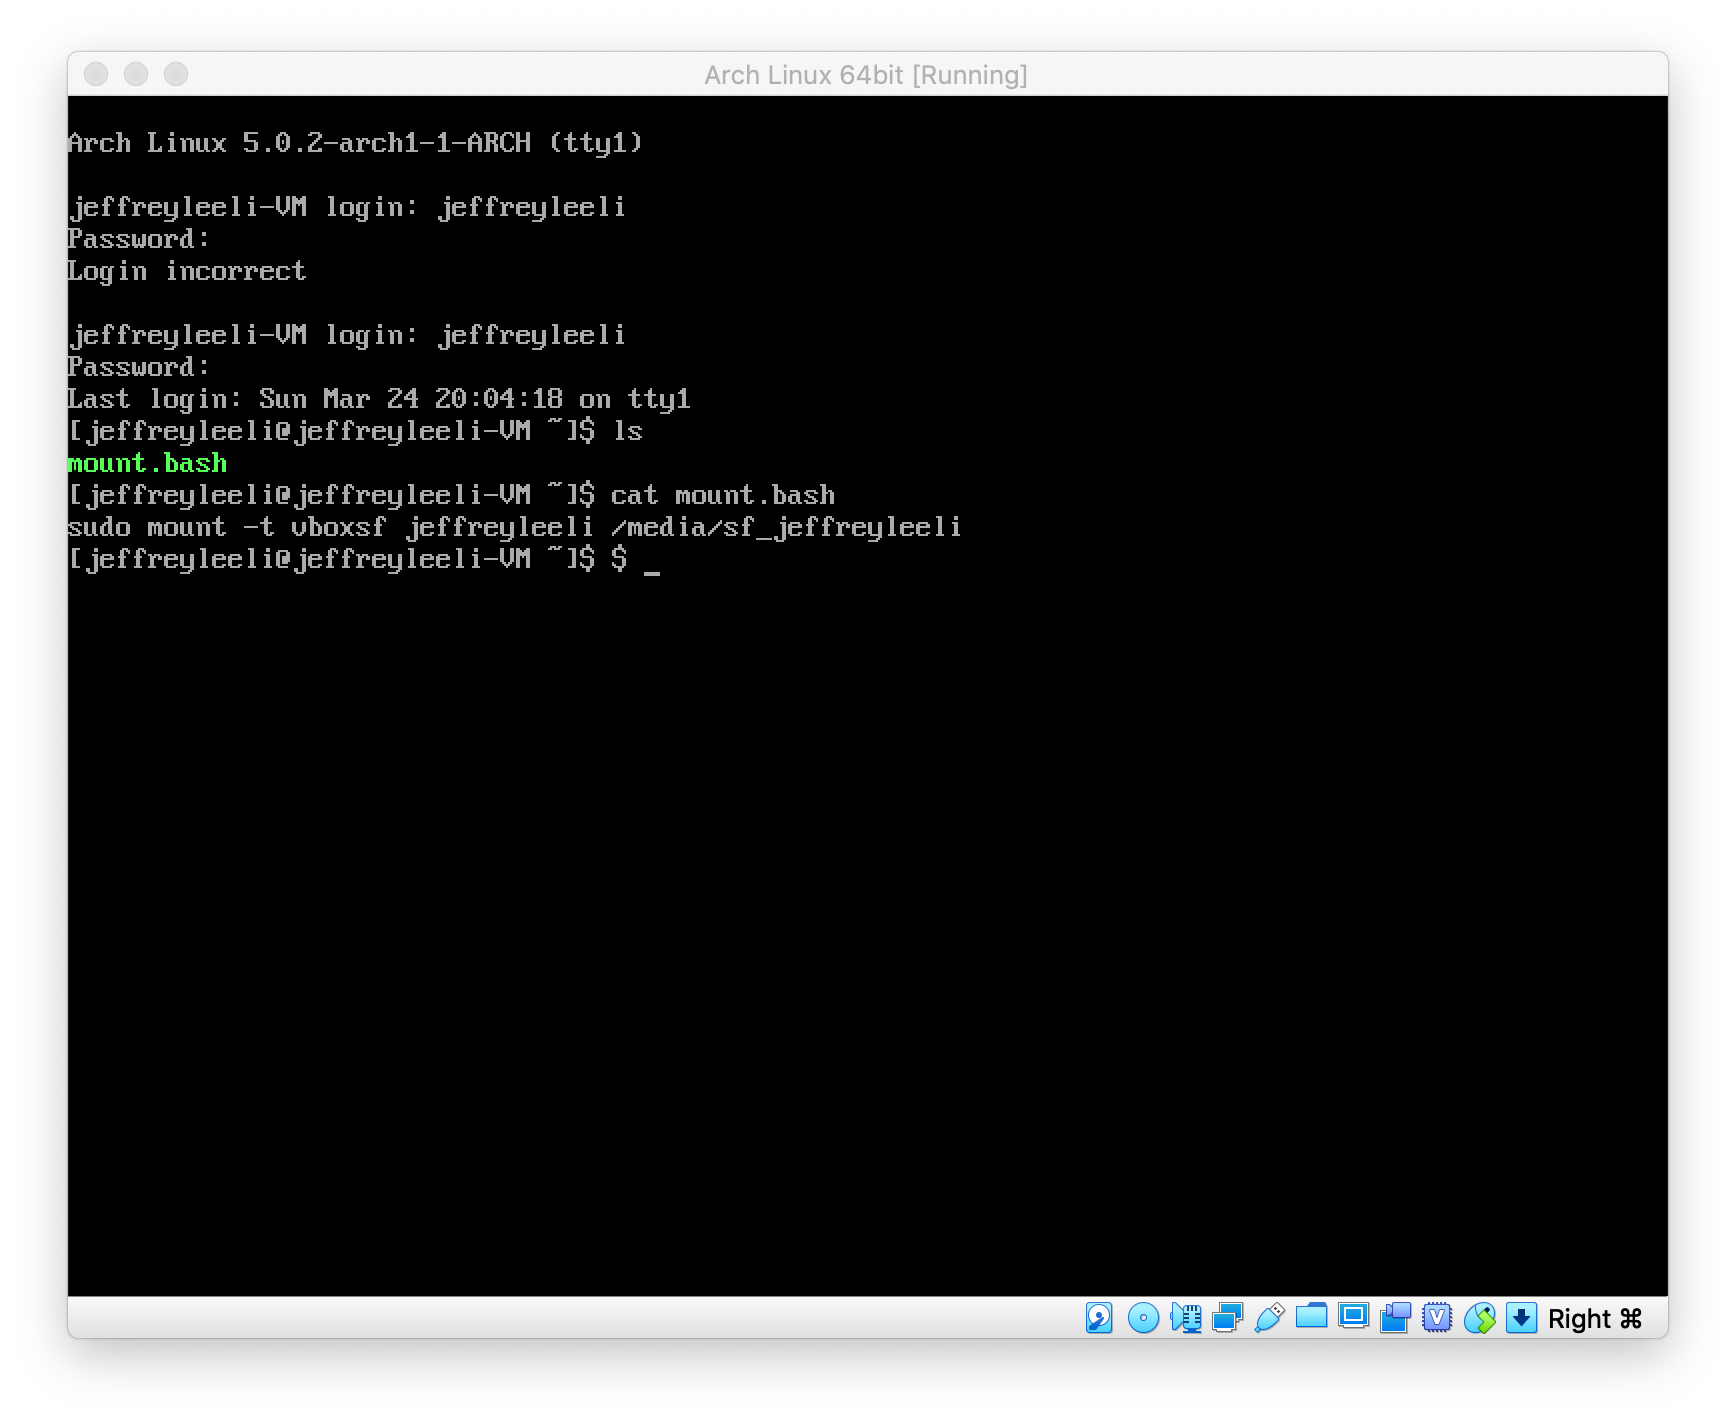 Arch Linux 64bit [Running]
Arch Linux 5.0.2-arch1-1-ARCH (tty1)
jeffreyleeli-VM login: jeffreyleeli
Password:
Login incorrect
jeffreyleeli-VM login: jeffreyleeli
Password:
Last login: Sun Mar 24 20:04:18 on tty1
[jeffreyleeli@jeffreyleeli-VM ~]$ ls
mount.bash
[jeffreyleeli@jeffreyleeli-VM ~]$ cat mount.bash
sudo mount -t vboxsf jeffreyleeli /media/sf_jeffreyleeli
[jeffreyleeli@jeffreyleeli-VM ~]$ $ _
V Right ⌘